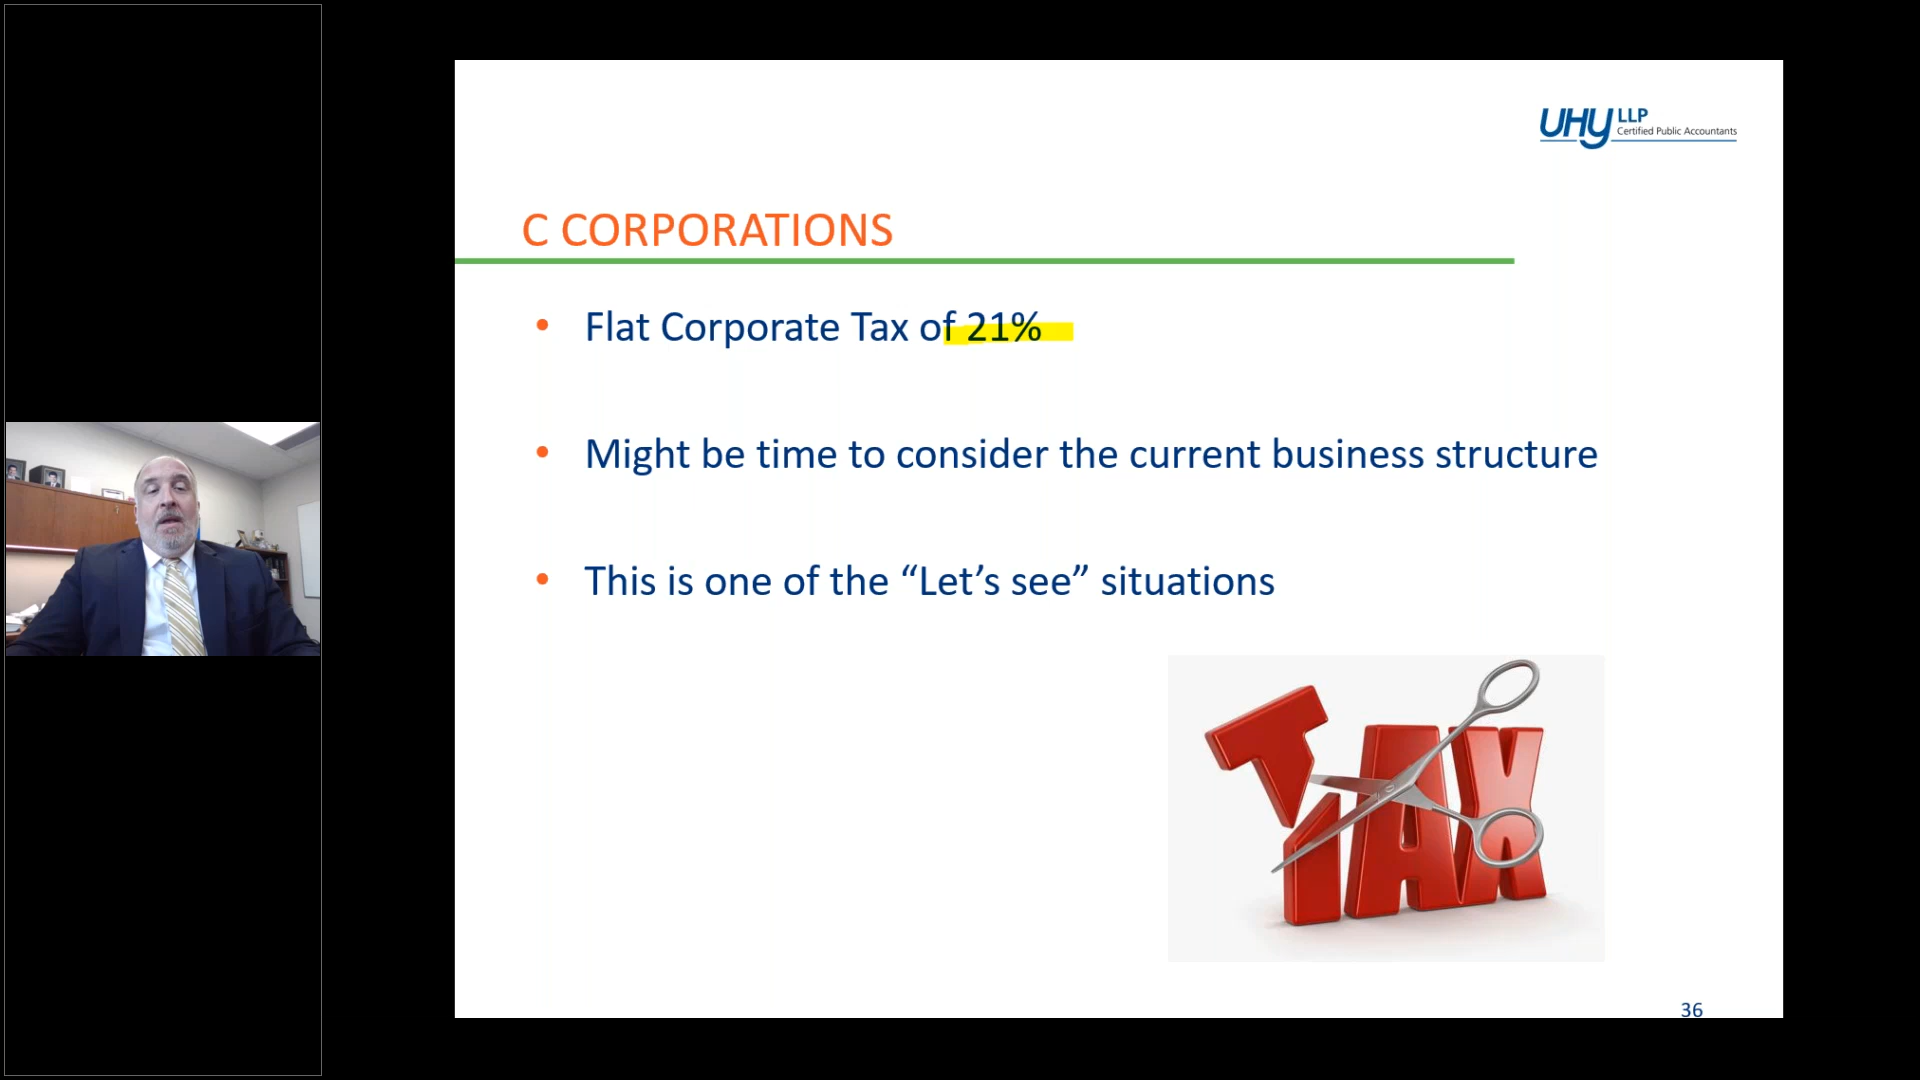 UHY LLP
Certified Public Accountants
C CORPORATIONS
• Flat Corporate Tax of 21%
• Might be time to consider the current business structure
• This is one of the “Let’s see” situations
TAX
36